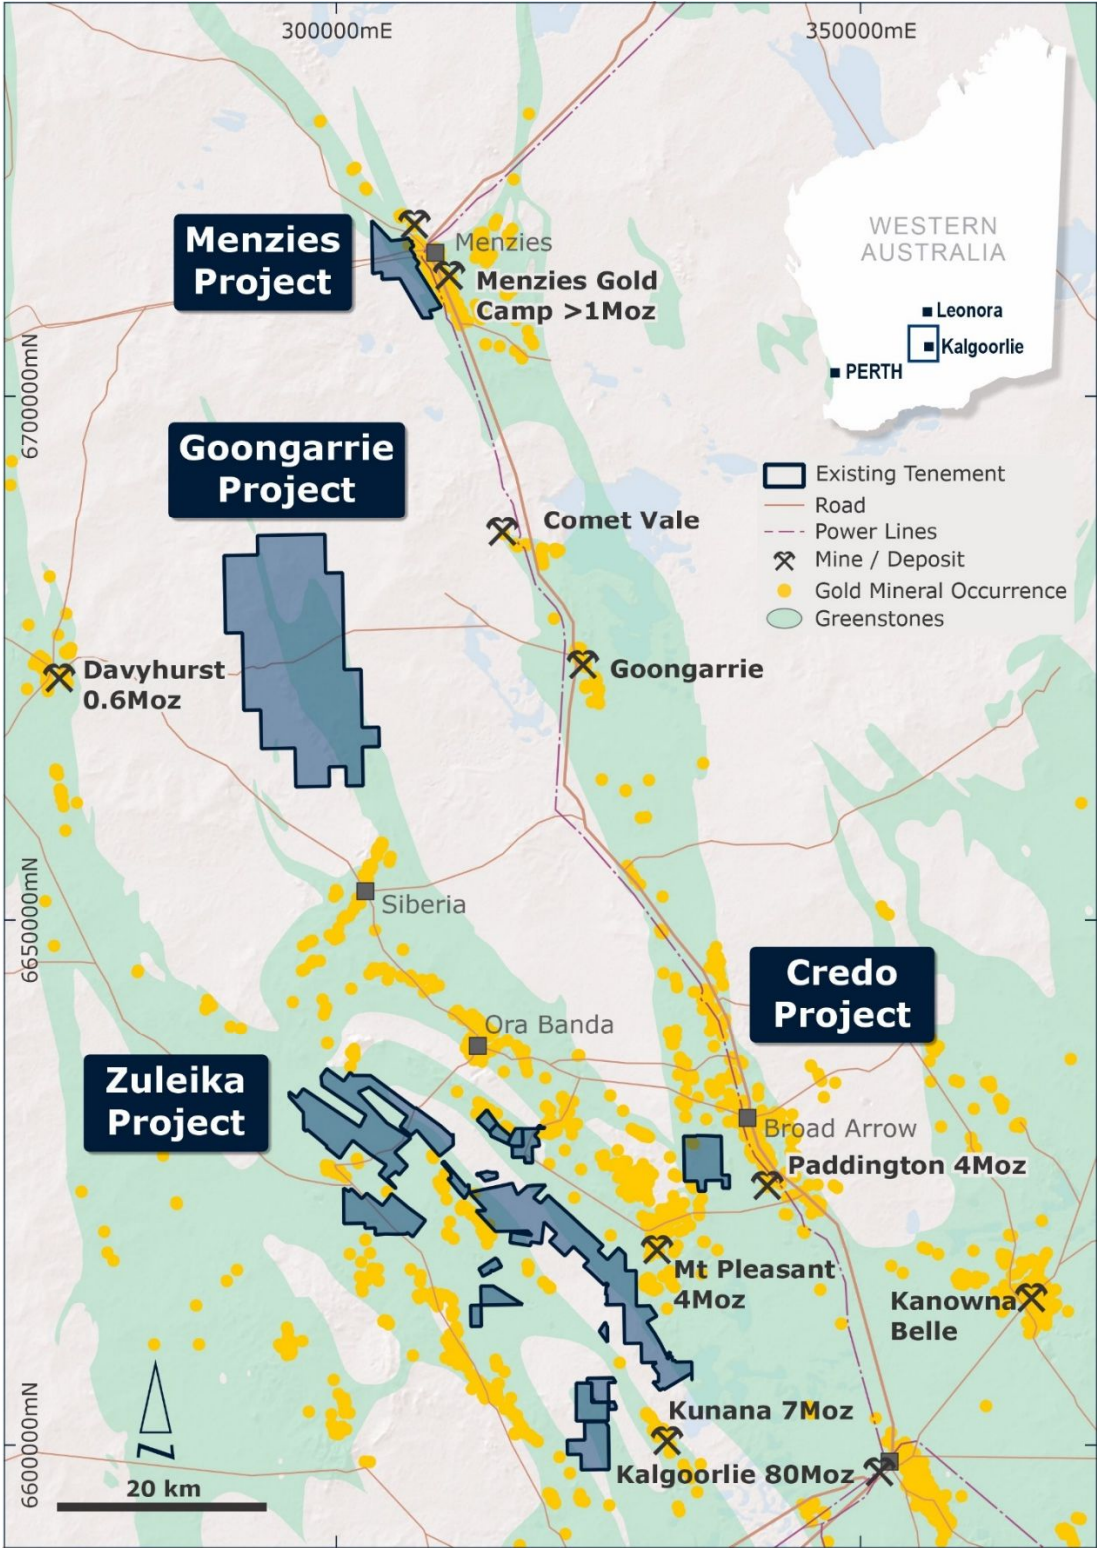 300000mE
350000mE
WESTERN
AUSTRALIA
Leonora
Kalgoorlie
PERTH
Menzies
Project
Menzies
Menzies Gold
Camp >1Moz
6700000mN
Goongarrie
Project
Existing Tenement
Road
Power Lines
Mine / Deposit
Gold Mineral Occurrence
Greenstones
Comet Vale
Davyhurst
0.6Moz
Goongarrie
Siberia
6650000mN
Credo
Project
Ora Banda
Zuleika
Project
Broad Arrow
Paddington 4Moz
Mt Pleasant
4Moz
Kanowna
Belle
6600000mN
N
20 km
Kunana 7Moz
Kalgoorlie 80Moz